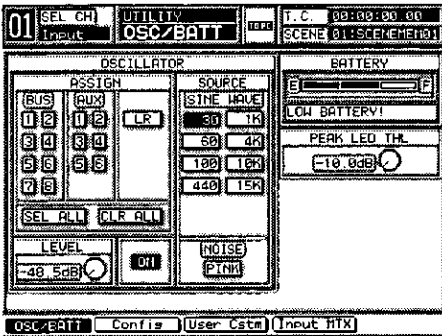 01 SEL CH Input UTILITY OSC/BATT T.C. 00:00:00.00
SCENE 01:SCENEMEM01
OSCILLATOR
ASSIGN
BUS AUX
1 2 1 2 LR
3 4 3 4
5 6 5 6
7 8
SEL ALL CLR ALL
SOURCE
SINE WAVE
30 1K
60 4K
100 10K
440 15K
LEVEL
-40.5dB
ON
NOISE
PINK
BATTERY
E F
LOW BATTERY!
PEAK LED THL
-10.0dB
OSC/BATT Config User Cstm Input MTX